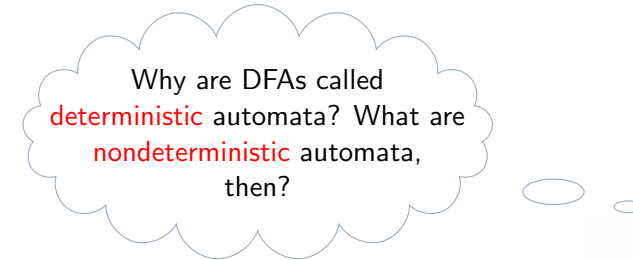 Why are DFAs called
deterministic automata? What are
nondeterministic automata,
then?